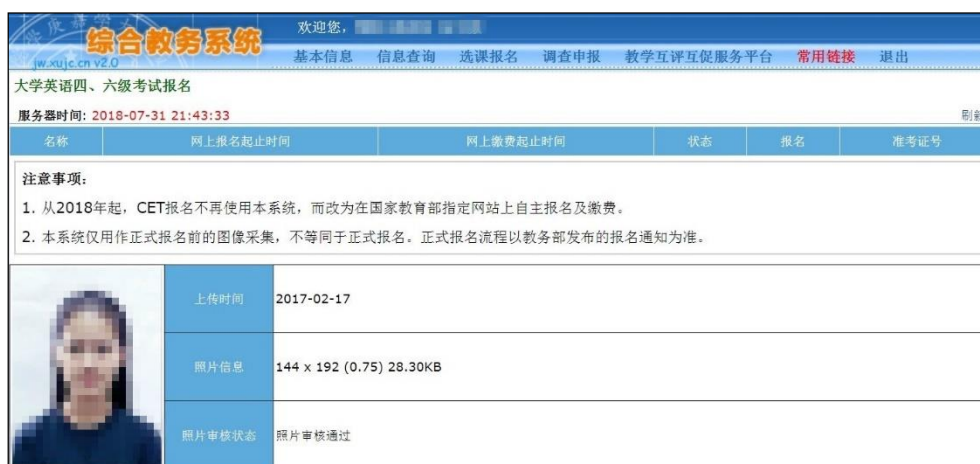 综合教务系统
jw.xujc.cn v2.0
欢迎您,
基本信息 信息查询 选课报名 调查申报 教学互评互促服务平台 常用链接 退出
大学英语四、六级考试报名
服务器时间: 2018-07-31 21:43:33
名称 网上报名起止时间 网上缴费起止时间 状态 报名 准考证号
注意事项:
1. 从2018年起，CET报名不再使用本系统，而改为在国家教育部指定网站上自主报名及缴费。
2. 本系统仅用作正式报名前的图像采集，不等同于正式报名。正式报名流程以教务部发布的报名通知为准。
上传时间 2017-02-17
照片信息 144 x 192 (0.75) 28.30KB
照片审核状态 照片审核通过